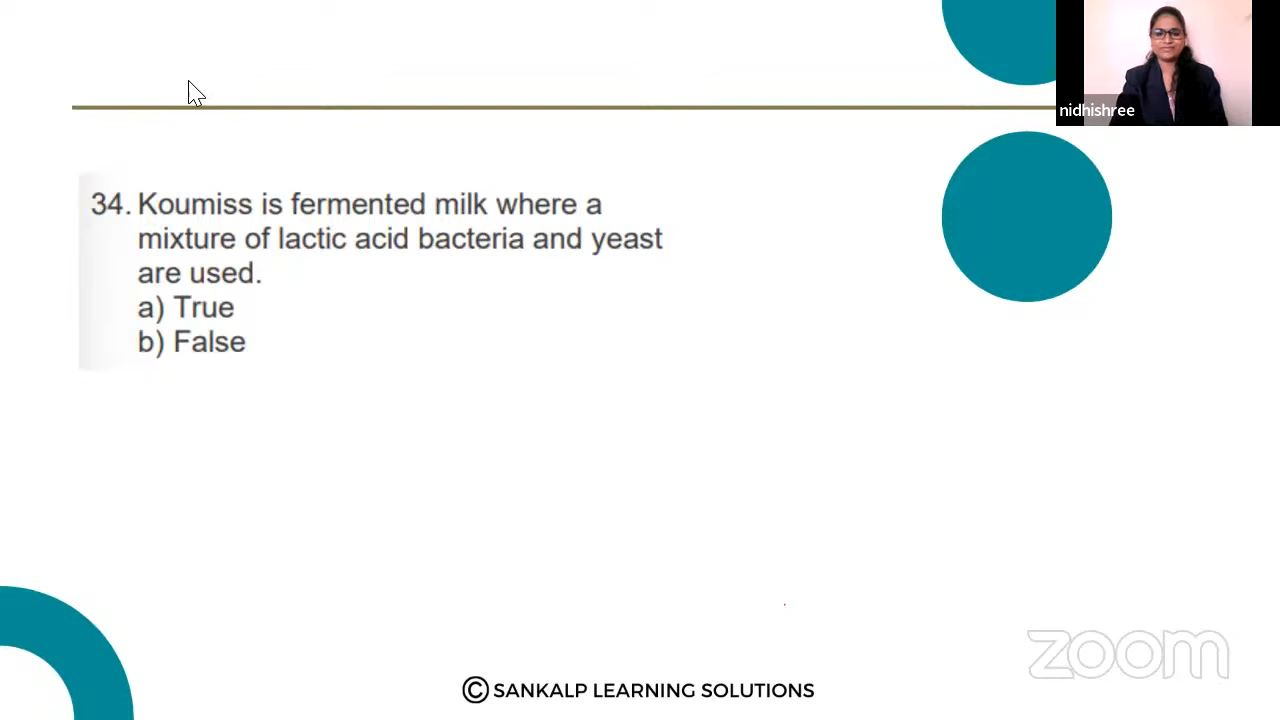 nidhishree
34. Koumiss is fermented milk where a
mixture of lactic acid bacteria and yeast
are used.
a) True
b) False
zoom
© SANKALP LEARNING SOLUTIONS